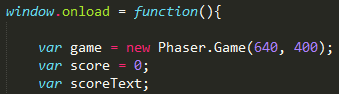 window.onload = function(){
var game = new Phaser.Game(640, 400);
var score = 0;
var scoreText;